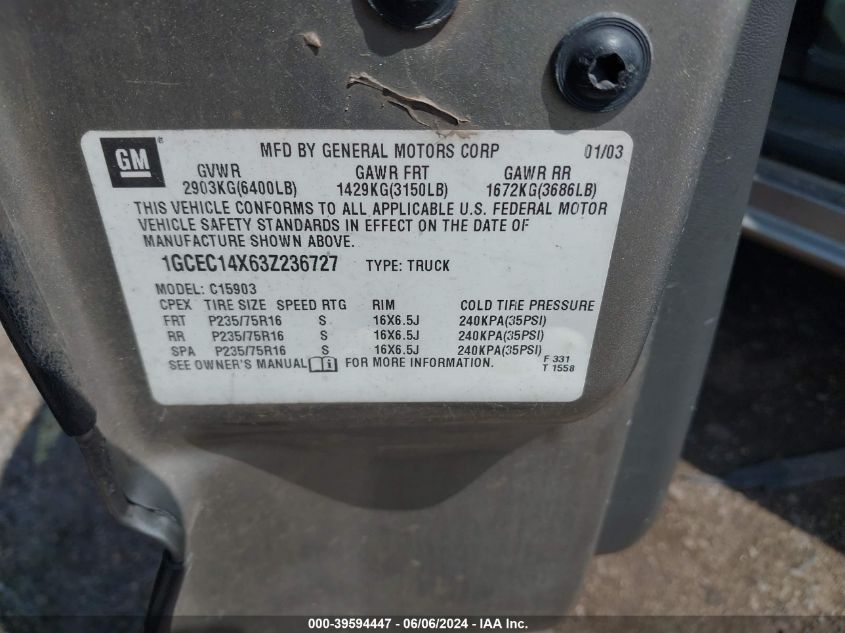 GM
MFD BY GENERAL MOTORS CORP 01/03
GVWR GAWR FRT GAWR RR
2903KG(6400LB) 1429KG(3150LB) 1672KG(3686LB)
THIS VEHICLE CONFORMS TO ALL APPLICABLE U.S. FEDERAL MOTOR
VEHICLE SAFETY STANDARDS IN EFFECT ON THE DATE OF
MANUFACTURE SHOWN ABOVE.
1GCEC14X63Z236727 TYPE: TRUCK
MODEL: C15903
CPEX TIRE SIZE SPEED RTG RIM COLD TIRE PRESSURE
FRT P235/75R16 S 16X6.5J 240KPA(35PSI)
RR P235/75R16 S 16X6.5J 240KPA(35PSI)
SPA P235/75R16 S 16X6.5J 240KPA(35PSI)
SEE OWNER'S MANUAL FOR MORE INFORMATION.
F 331
T 1558
000-39594447 - 06/06/2024 - IAA Inc.